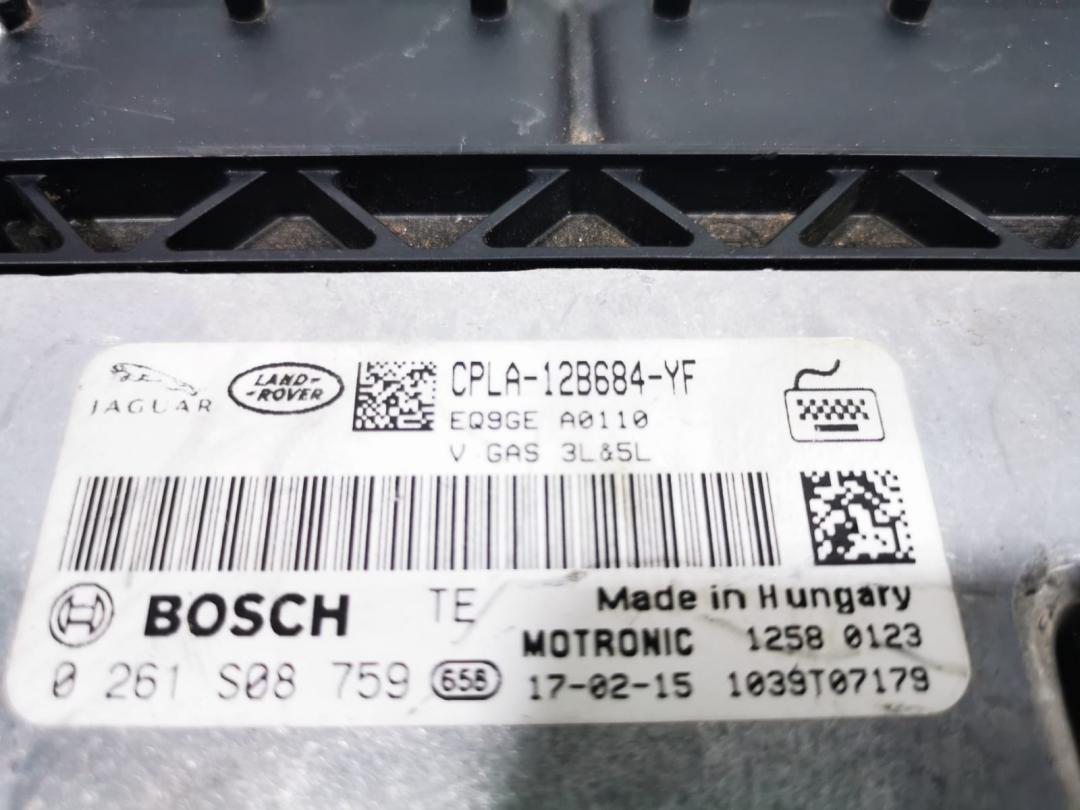 JAGUAR
LAND-
-ROVER
CPLA-12B684-YF
EQ9GE A0110
V GAS 3L&5L
BOSCH TE
Made in Hungary
MOTRONIC 1258 0123
0 261 S08 759 658 17-02-15 1039T07179